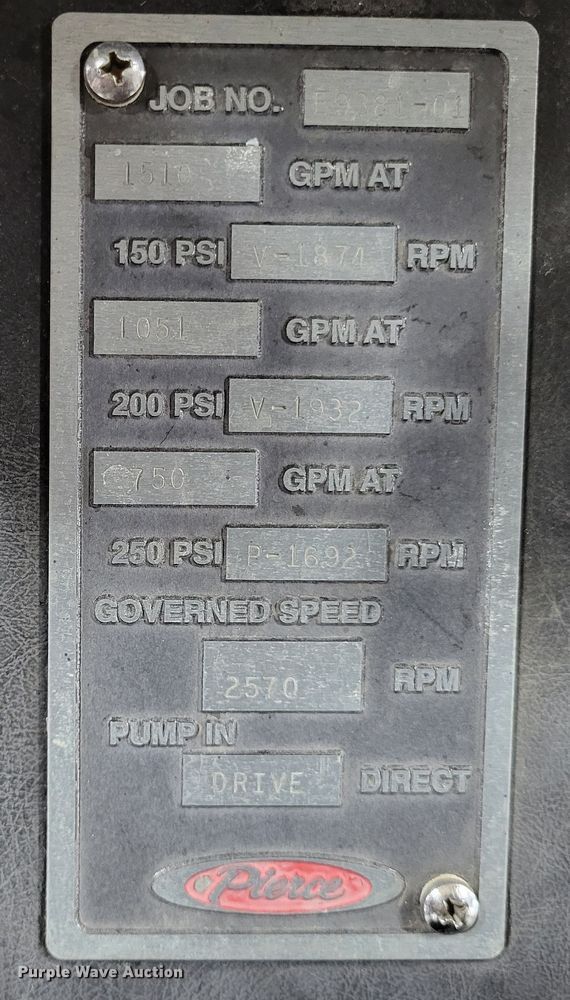 JOB NO.
1510 GPM AT
150 PSI V-1874 RPM
1051 GPM AT
200 PSI V-1932 RPM
750 GPM AT
250 PSI P-1692 RPM
GOVERNED SPEED
2570 RPM
PUMP IN
DRIVE DIRECT
Pierce
Purple Wave Auction